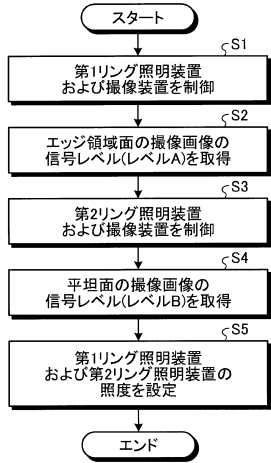 スタート
S1
第1リング照明装置
および撮像装置を制御
S2
エッジ領域面の撮像画像の
信号レベル(レベルA)を取得
S3
第2リング照明装置
および撮像装置を制御
S4
平坦面の撮像画像の
信号レベル(レベルB)を取得
S5
第1リング照明装置
および第2リング照明装置の
照度を設定
エンド